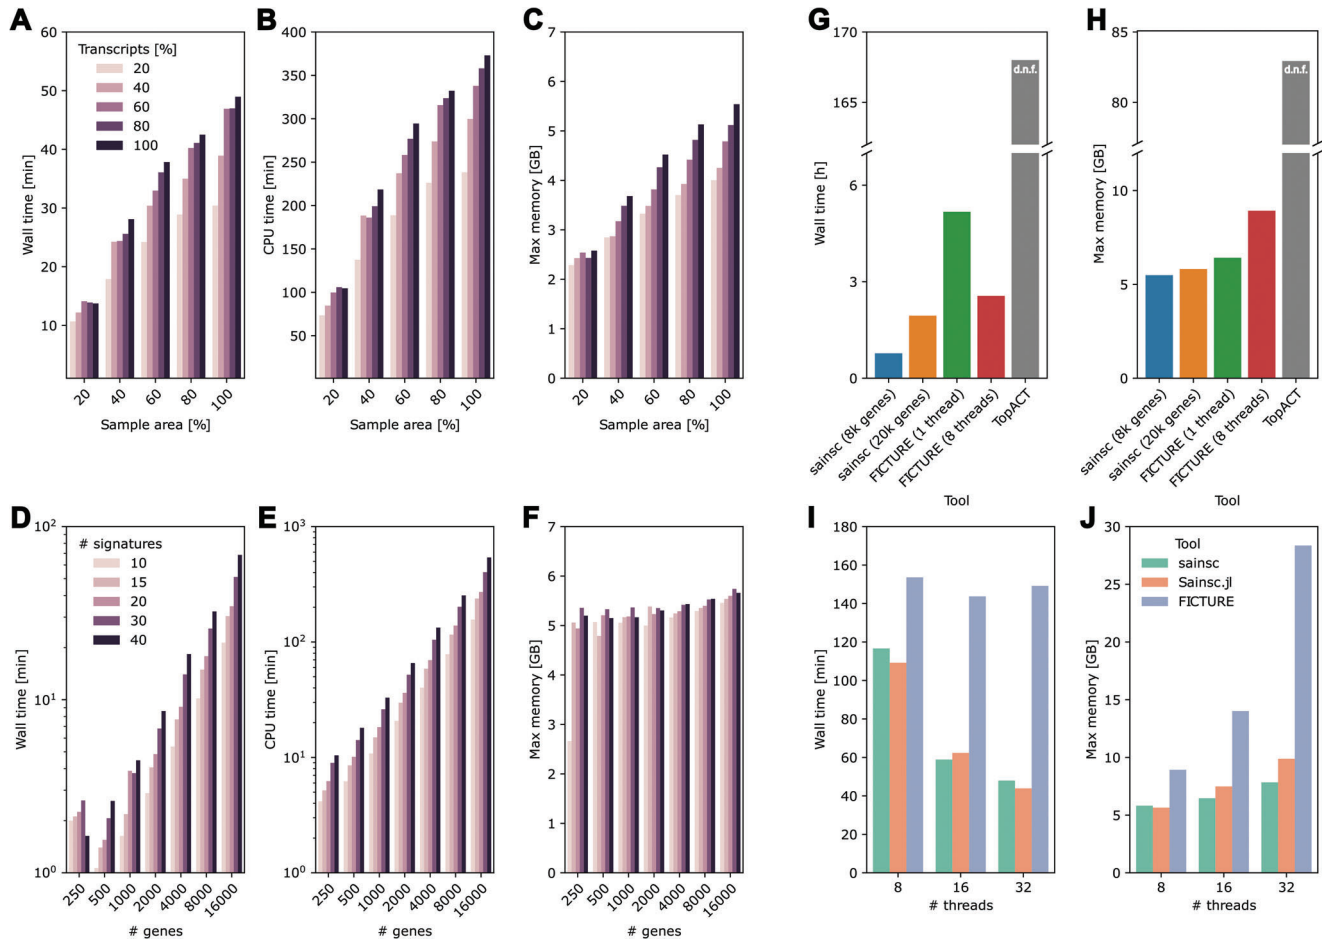 A
60
50
40
30
20
10
Wall time [min]
Transcripts [%]
20
40
60
80
100
20
40
60
80
100
Sample area [%]
B
400
350
300
250
200
150
100
50
CPU time [min]
20
40
60
80
100
Sample area [%]
C
7
6
5
4
3
2
1
0
Max memory [GB]
20
40
60
80
100
Sample area [%]
G
170
165
6
3
0
Wall time [h]
d.n.f.
sainsc (8k genes)
sainsc (20k genes)
FICTURE (1 thread)
FICTURE (8 threads)
TopACT
Tool
H
85
80
10
5
0
Max memory [GB]
d.n.f.
sainsc (8k genes)
sainsc (20k genes)
FICTURE (1 thread)
FICTURE (8 threads)
TopACT
Tool
D
10²
10¹
10⁰
Wall time [min]
# signatures
10
15
20
30
40
250
500
1000
2000
4000
8000
16000
# genes
E
10³
10²
10¹
10⁰
CPU time [min]
250
500
1000
2000
4000
8000
16000
# genes
F
7
6
5
4
3
2
1
0
Max memory [GB]
250
500
1000
2000
4000
8000
16000
# genes
I
180
160
140
120
100
80
60
40
20
0
Wall time [min]
8
16
32
# threads
J
30
25
20
15
10
5
0
Max memory [GB]
Tool
sainsc
Sainsc.jl
FICTURE
8
16
32
# threads